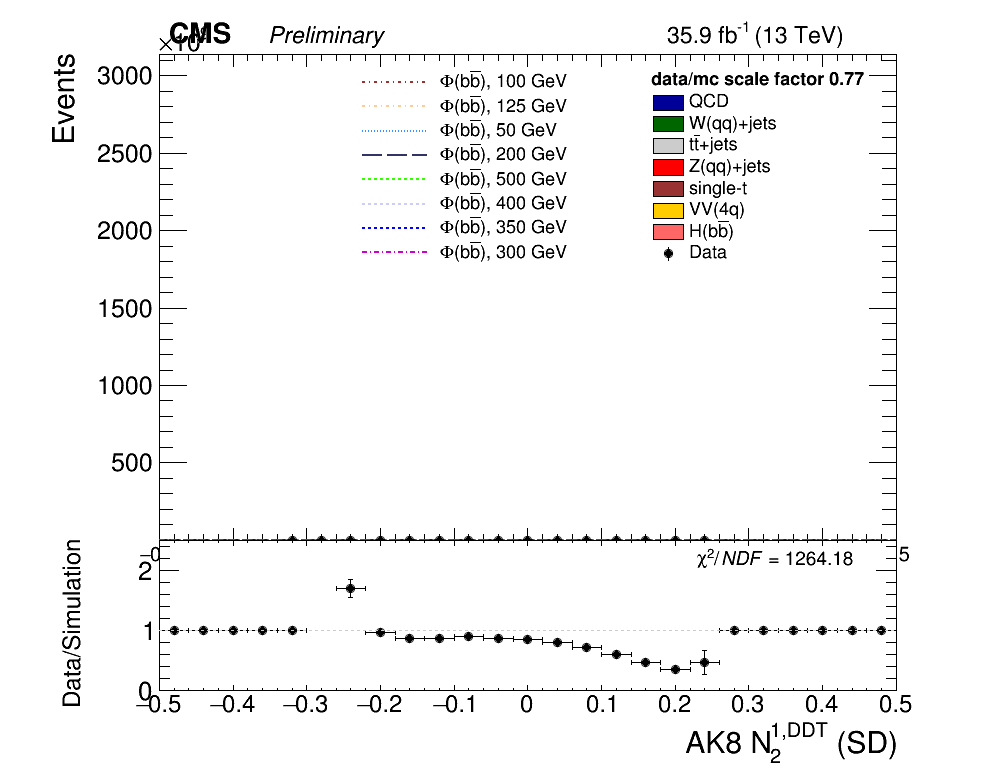 CMS Preliminary 35.9 fb⁻¹ (13 TeV)
Events
3000
2500
2000
1500
1000
500
Φ(bb̅), 100 GeV
Φ(bb̅), 125 GeV
Φ(bb̅), 50 GeV
Φ(bb̅), 200 GeV
Φ(bb̅), 500 GeV
Φ(bb̅), 400 GeV
Φ(bb̅), 350 GeV
Φ(bb̅), 300 GeV
data/mc scale factor 0.77
QCD
W(qq)+jets
tt̅+jets
Z(qq)+jets
single-t
VV(4q)
H(bb̅)
Data
χ²/NDF = 1264.18
Data/Simulation
2
1
0
−0.5 −0.4 −0.3 −0.2 −0.1 0 0.1 0.2 0.3 0.4 0.5
AK8 N₂¹,ᴰᴰᵀ (SD)